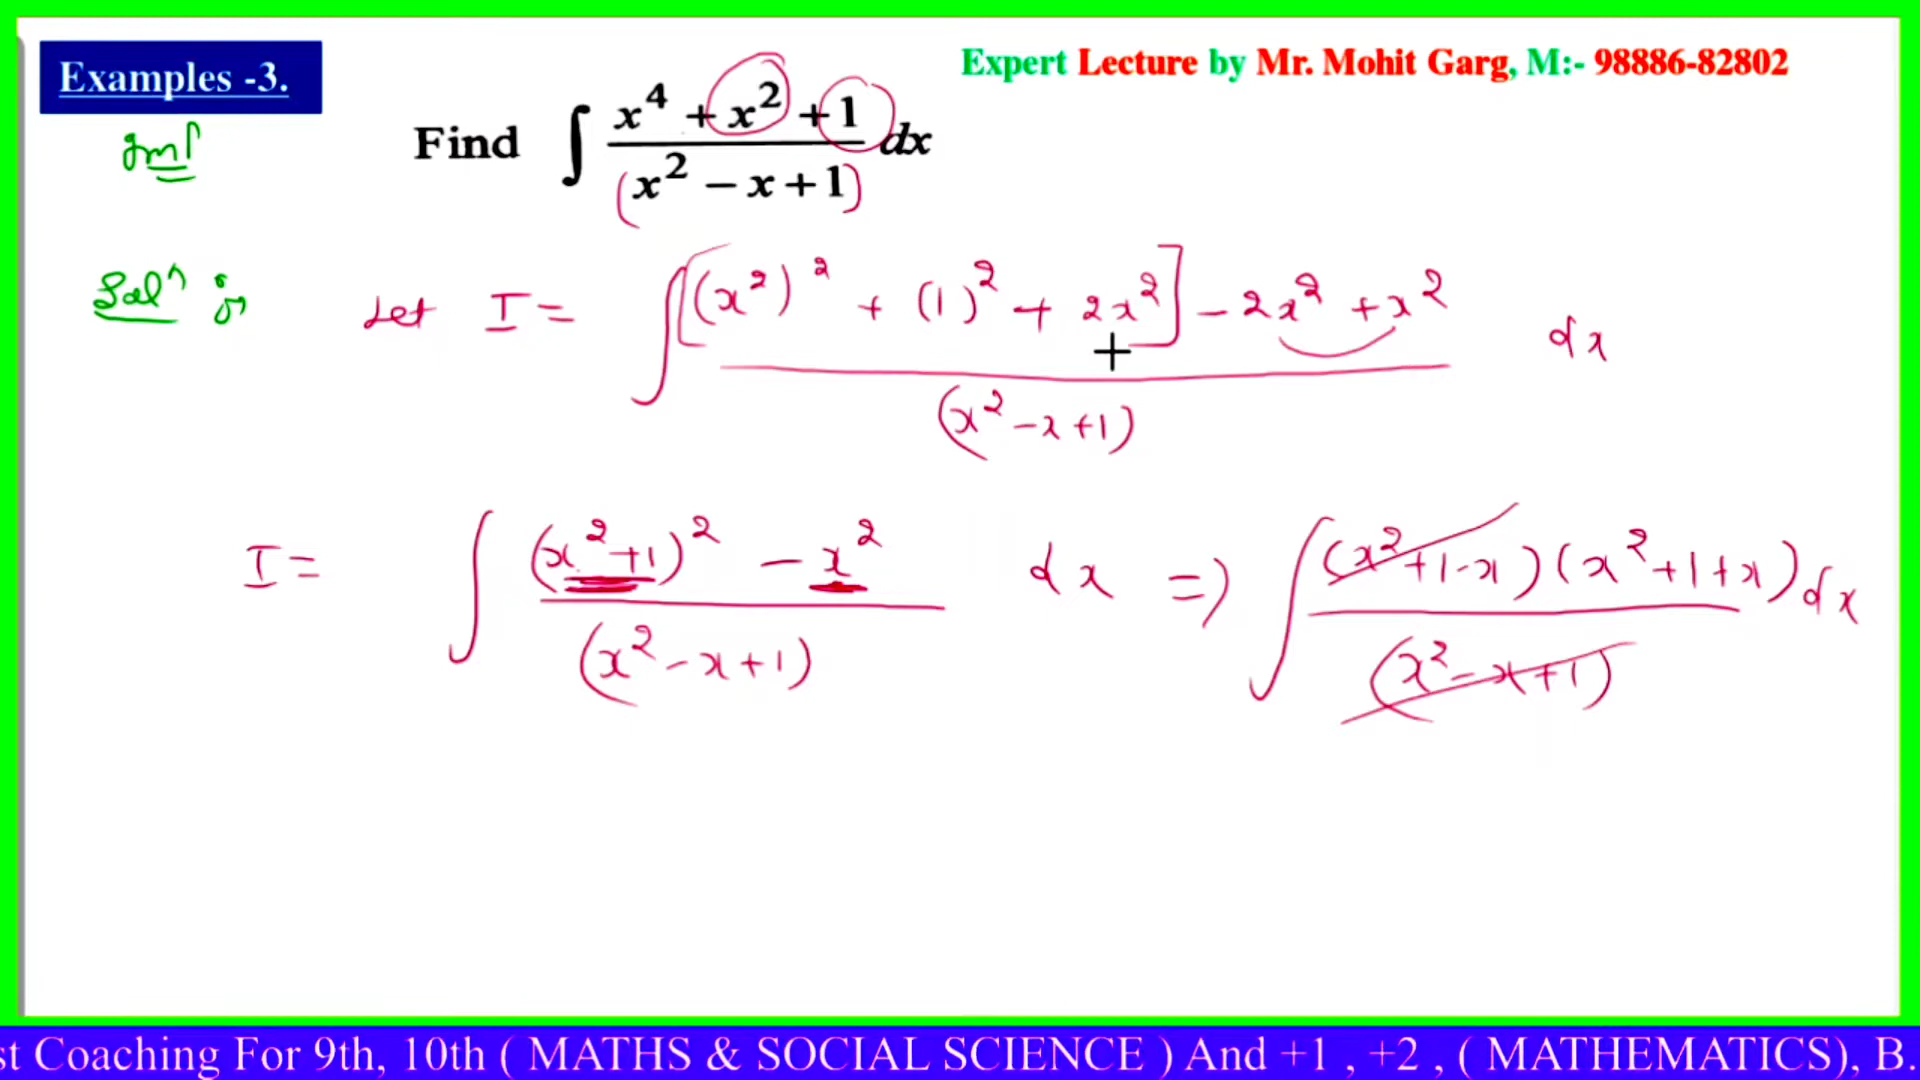 Examples -3.
Expert Lecture by Mr. Mohit Garg, M:- 98886-82802
Find ∫ (x⁴ + x² + 1) / (x² − x + 1) dx
Solⁿ :
Let I = ∫ ([(x²)² + (1)² + 2x²] − 2x² + x²) / (x² − x + 1) dx
I = ∫ ((x² + 1)² − x²) / (x² − x + 1) dx ⇒ ∫ (x² + 1 − x)(x² + 1 + x) / (x² − x + 1) dx
st Coaching For 9th, 10th ( MATHS & SOCIAL SCIENCE ) And +1 , +2 , ( MATHEMATICS), B.